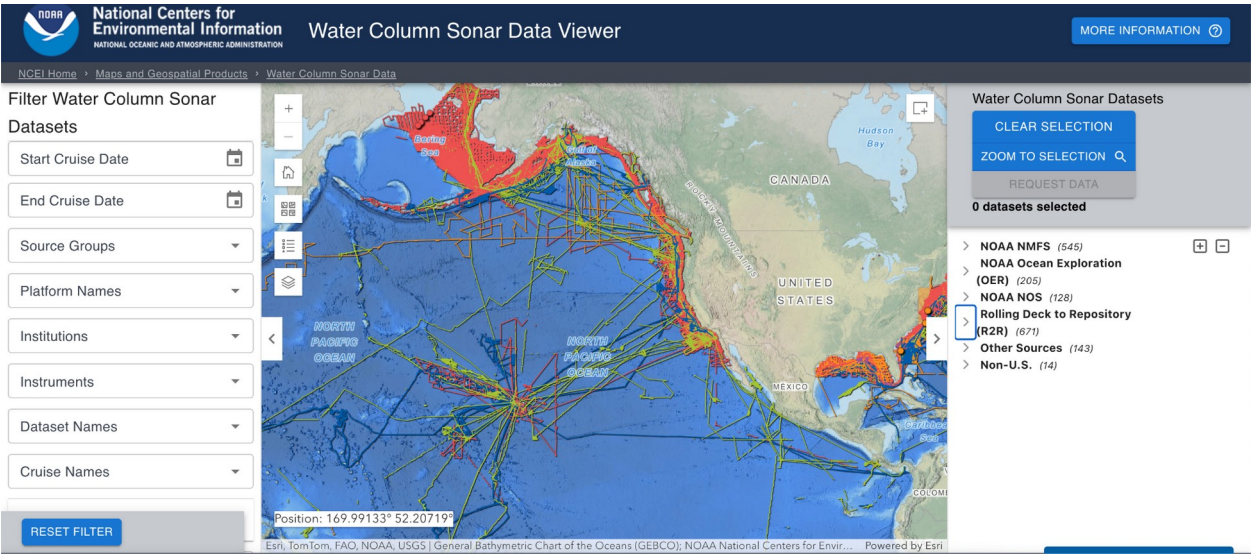 NOAA
National Centers for
Environmental Information
NATIONAL OCEANIC AND ATMOSPHERIC ADMINISTRATION
Water Column Sonar Data Viewer
MORE INFORMATION
NCEI Home › Maps and Geospatial Products › Water Column Sonar Data
Filter Water Column Sonar
Datasets
Start Cruise Date
End Cruise Date
Source Groups
Platform Names
Institutions
Instruments
Dataset Names
Cruise Names
RESET FILTER
Bering
Sea
Gulf of
Alaska
Hudson
Bay
CANADA
ROCKY MOUNTAINS
UNITED
STATES
NORTH
PACIFIC
OCEAN
NORTH
PACIFIC
OCEAN
MÉXICO
Caribbean
Sea
Position: 169.99133° 52.20719°
Esri, TomTom, FAO, NOAA, USGS | General Bathymetric Chart of the Oceans (GEBCO); NOAA National Centers for Envir...
Powered by Esri
Water Column Sonar Datasets
CLEAR SELECTION
ZOOM TO SELECTION
REQUEST DATA
0 datasets selected
NOAA NMFS (545)
NOAA Ocean Exploration
(OER) (205)
NOAA NOS (128)
Rolling Deck to Repository
(R2R) (671)
Other Sources (143)
Non-U.S. (14)